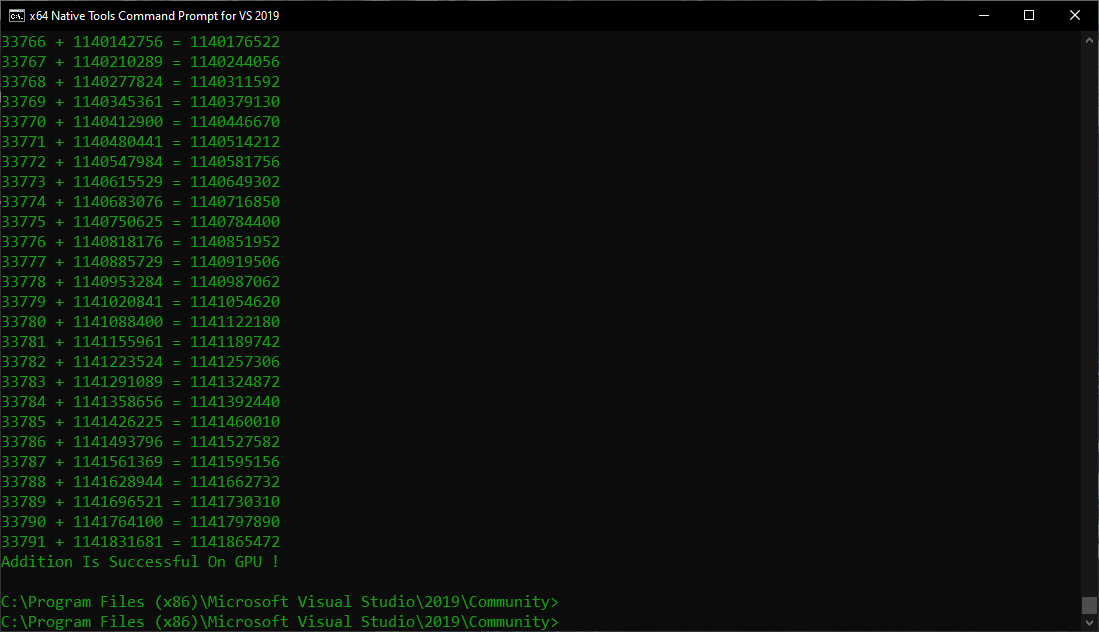 x64 Native Tools Command Prompt for VS 2019
33766 + 1140142756 = 1140176522
33767 + 1140210289 = 1140244056
33768 + 1140277824 = 1140311592
33769 + 1140345361 = 1140379130
33770 + 1140412900 = 1140446670
33771 + 1140480441 = 1140514212
33772 + 1140547984 = 1140581756
33773 + 1140615529 = 1140649302
33774 + 1140683076 = 1140716850
33775 + 1140750625 = 1140784400
33776 + 1140818176 = 1140851952
33777 + 1140885729 = 1140919506
33778 + 1140953284 = 1140987062
33779 + 1141020841 = 1141054620
33780 + 1141088400 = 1141122180
33781 + 1141155961 = 1141189742
33782 + 1141223524 = 1141257306
33783 + 1141291089 = 1141324872
33784 + 1141358656 = 1141392440
33785 + 1141426225 = 1141460010
33786 + 1141493796 = 1141527582
33787 + 1141561369 = 1141595156
33788 + 1141628944 = 1141662732
33789 + 1141696521 = 1141730310
33790 + 1141764100 = 1141797890
33791 + 1141831681 = 1141865472
Addition Is Successful On GPU !
C:\Program Files (x86)\Microsoft Visual Studio\2019\Community>
C:\Program Files (x86)\Microsoft Visual Studio\2019\Community>